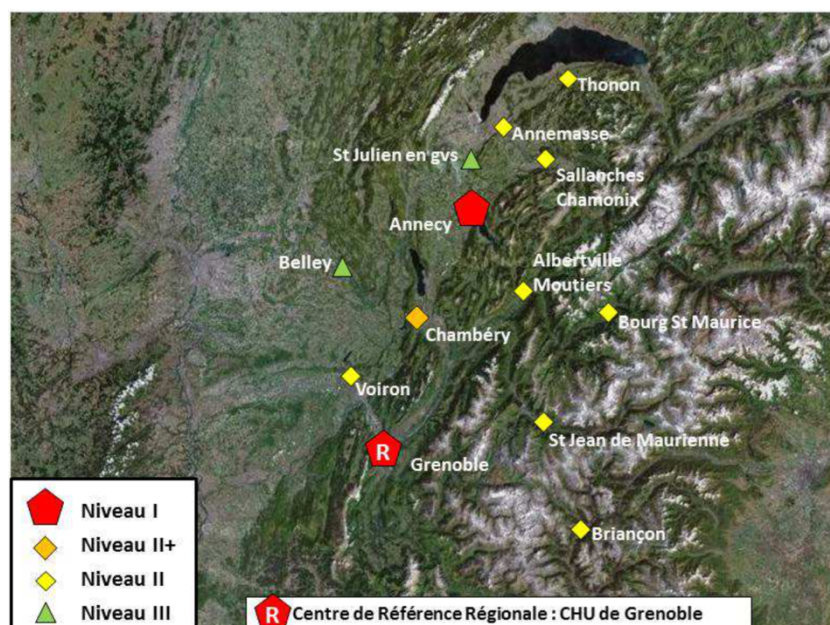 Thonon
Annemasse
St Julien en gvs
Sallanches
Chamonix
Annecy
Belley
Albertville
Moutiers
Bourg St Maurice
Chambéry
Voiron
St Jean de Maurienne
R
Grenoble
Briançon
Niveau I
Niveau II+
Niveau II
Niveau III
R Centre de Référence Régionale : CHU de Grenoble